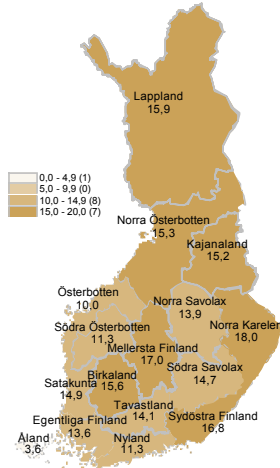 Lappland
15,9
0,0 - 4,9 (1)
5,0 - 9,9 (0)
10,0 - 14,9 (8)
15,0 - 20,0 (7)
Norra Österbotten
15,3
Kajanaland
15,2
Österbotten
10,0
Norra Savolax
13,9
Södra Österbotten
11,3
Norra Karelen
18,0
Mellersta Finland
17,0
Södra Savolax
14,7
Birkaland
15,6
Satakunta
14,9
Tavastland
14,1
Sydöstra Finland
16,8
Egentliga Finland
13,6
Åland
3,6
Nyland
11,3